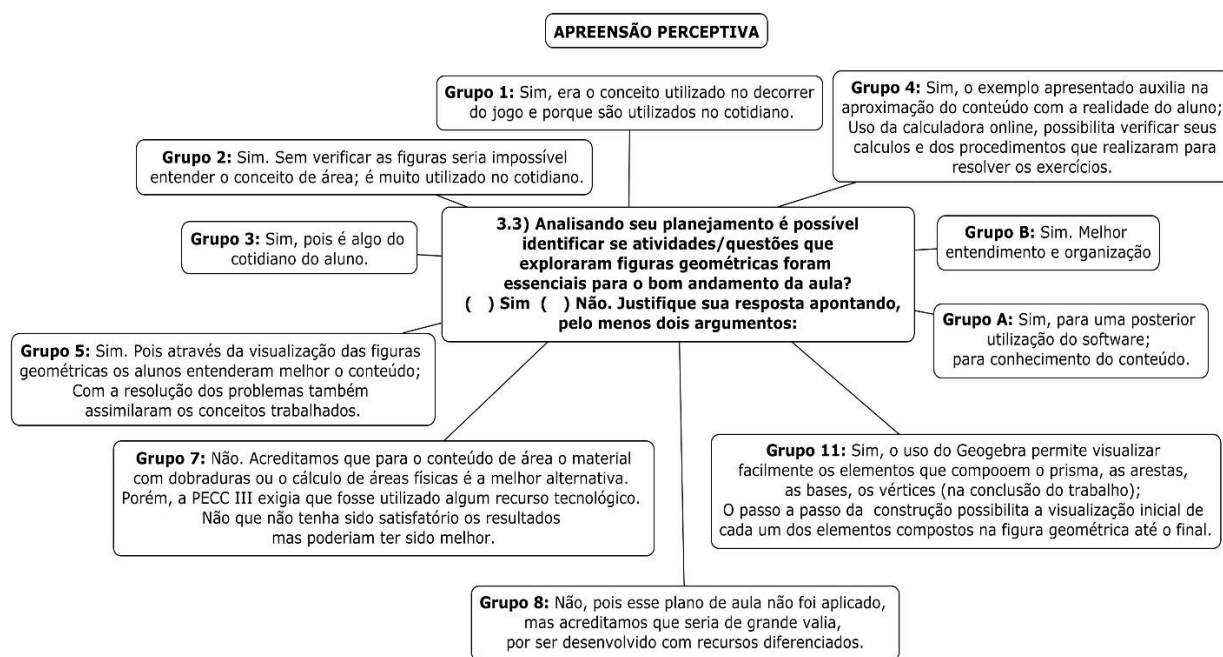 APREENSÃO PERCEPTIVA
Grupo 1: Sim, era o conceito utilizado no decorrer
do jogo e porque são utilizados no cotidiano.
Grupo 4: Sim, o exemplo apresentado auxilia na
aproximação do conteúdo com a realidade do aluno;
Uso da calculadora online, possibilita verificar seus
calculos e dos procedimentos que realizaram para
resolver os exercícios.
Grupo 2: Sim. Sem verificar as figuras seria impossível
entender o conceito de área; é muito utilizado no cotidiano.
Grupo 3: Sim, pois é algo do
cotidiano do aluno.
3.3) Analisando seu planejamento é possível
identificar se atividades/questões que
exploraram figuras geométricas foram
essenciais para o bom andamento da aula?
( ) Sim ( ) Não. Justifique sua resposta apontando,
pelo menos dois argumentos:
Grupo B: Sim. Melhor
entendimento e organização
Grupo A: Sim, para uma posterior
utilização do software;
para conhecimento do conteúdo.
Grupo 5: Sim. Pois através da visualização das figuras
geométricas os alunos entenderam melhor o conteúdo;
Com a resolução dos problemas também
assimilaram os conceitos trabalhados.
Grupo 7: Não. Acreditamos que para o conteúdo de área o material
com dobraduras ou o cálculo de áreas físicas é a melhor alternativa.
Porém, a PECC III exigia que fosse utilizado algum recurso tecnológico.
Não que não tenha sido satisfatório os resultados
mas poderiam ter sido melhor.
Grupo 11: Sim, o uso do Geogebra permite visualizar
facilmente os elementos que compooem o prisma, as arestas,
as bases, os vértices (na conclusão do trabalho);
O passo a passo da construção possibilita a visualização inicial de
cada um dos elementos compostos na figura geométrica até o final.
Grupo 8: Não, pois esse plano de aula não foi aplicado,
mas acreditamos que seria de grande valia,
por ser desenvolvido com recursos diferenciados.